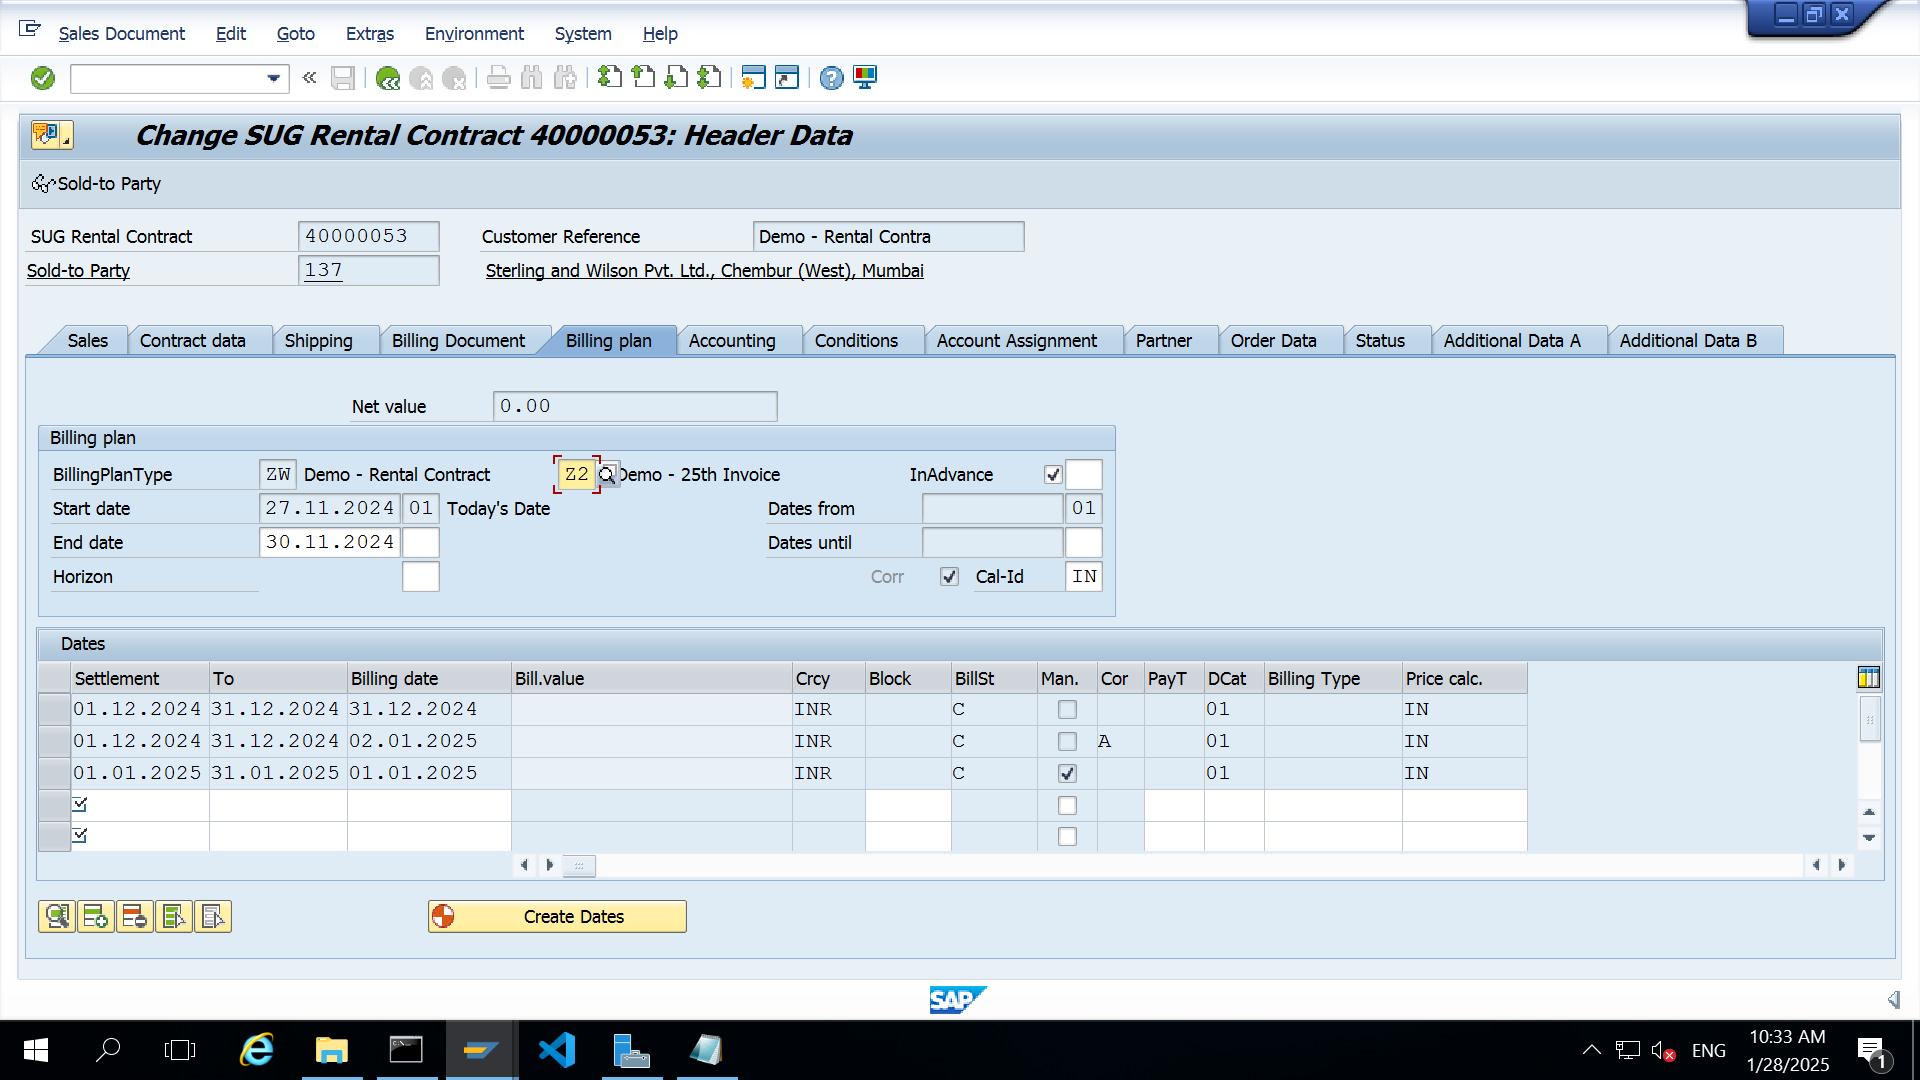 Sales Document Edit Goto Extras Environment System Help
Change SUG Rental Contract 40000053: Header Data
Sold-to Party
SUG Rental Contract 40000053 Customer Reference Demo - Rental Contra
Sold-to Party 137 Sterling and Wilson Pvt. Ltd., Chembur (West), Mumbai
Sales Contract data Shipping Billing Document Billing plan Accounting Conditions Account Assignment Partner Order Data Status Additional Data A Additional Data B
Net value 0.00
Billing plan
BillingPlanType ZW Demo - Rental Contract Z2 Demo - 25th Invoice InAdvance
Start date 27.11.2024 01 Today's Date Dates from 01
End date 30.11.2024 Dates until
Horizon Corr Cal-Id IN
Dates
Settlement To Billing date Bill.value Crcy Block BillSt Man. Cor PayT DCat Billing Type Price calc.
01.12.2024 31.12.2024 31.12.2024 INR C 01 IN
01.12.2024 31.12.2024 02.01.2025 INR C A 01 IN
01.01.2025 31.01.2025 01.01.2025 INR C 01 IN
Create Dates
SAP
ENG 10:33 AM
1/28/2025 1